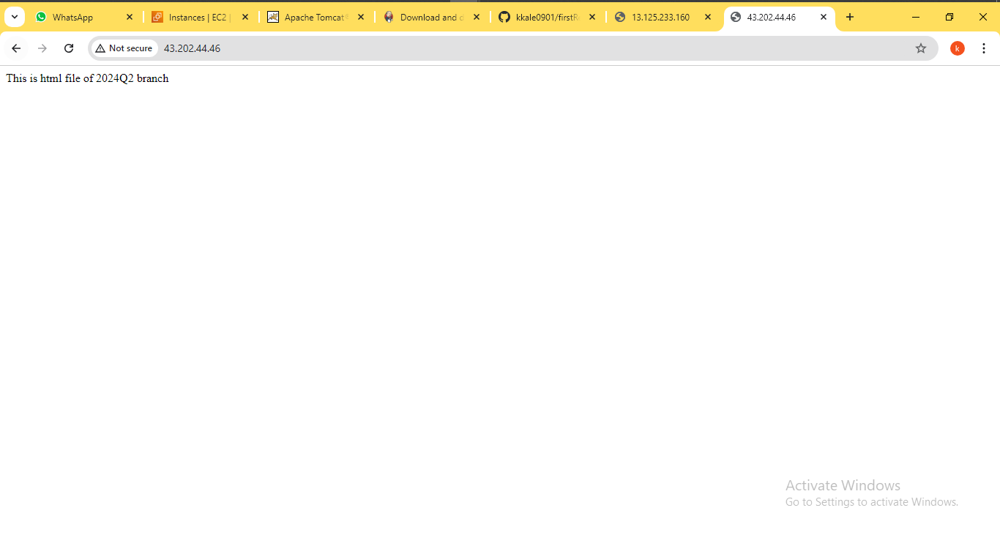 WhatsApp
Instances | EC2 |
Apache Tomcat®
Download and d
kkale0901/firstR
13.125.233.160
43.202.44.46
Not secure
43.202.44.46
k
This is html file of 2024Q2 branch
Activate Windows
Go to Settings to activate Windows.